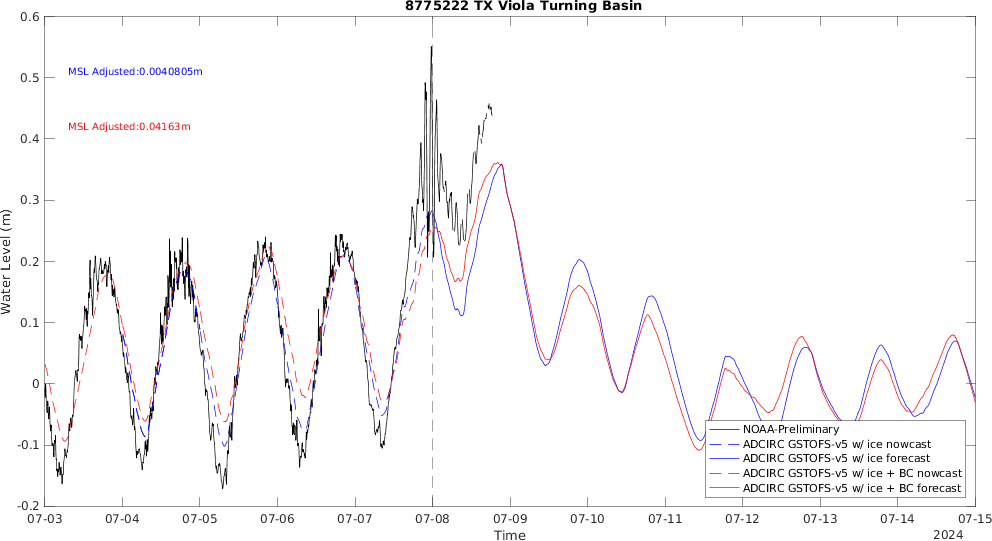 8775222 TX Viola Turning Basin
0.6
0.5
0.4
0.3
0.2
0.1
0
-0.1
-0.2
Water Level (m)
MSL Adjusted:0.0040805m
MSL Adjusted:0.04163m
NOAA-Preliminary
ADCIRC GSTOFS-v5 w/ ice nowcast
ADCIRC GSTOFS-v5 w/ ice forecast
ADCIRC GSTOFS-v5 w/ ice + BC nowcast
ADCIRC GSTOFS-v5 w/ ice + BC forecast
07-03 07-04 07-05 07-06 07-07 07-08 07-09 07-10 07-11 07-12 07-13 07-14 07-15
Time
2024